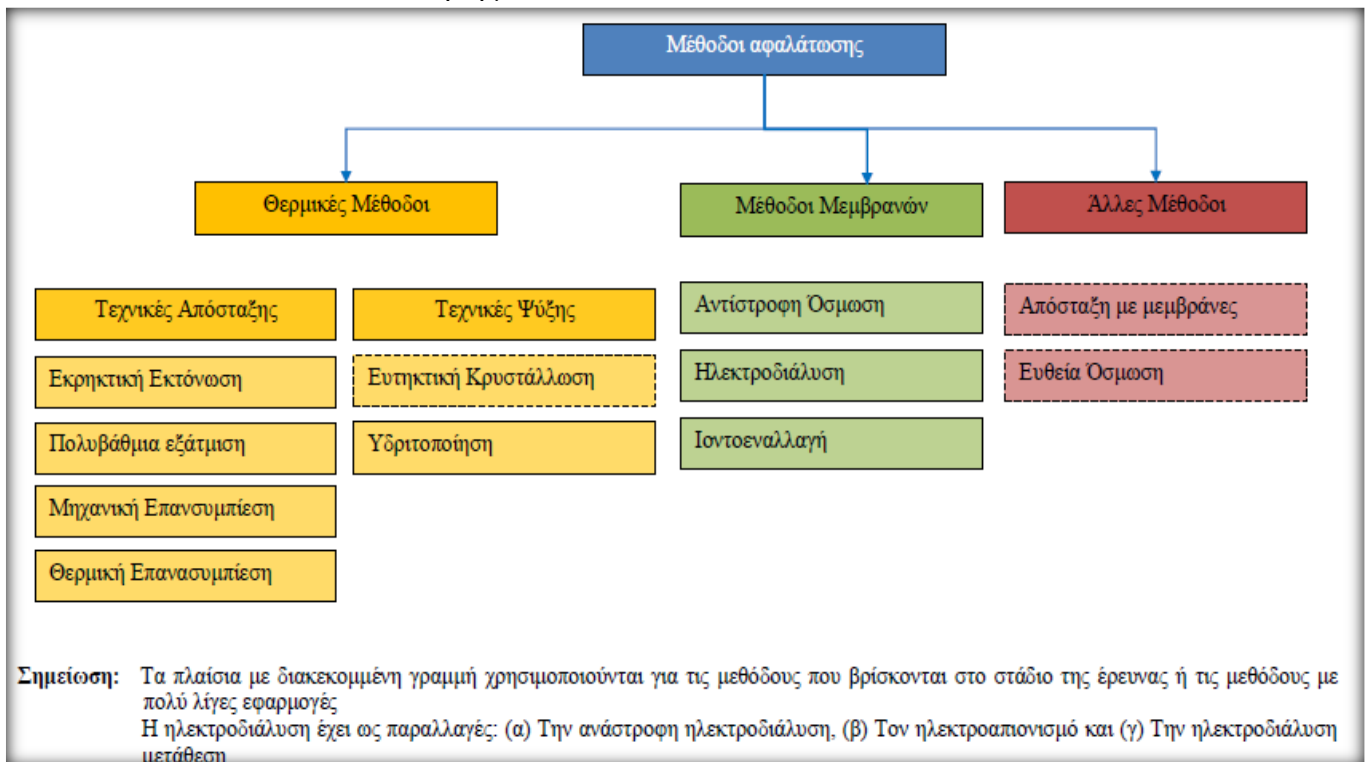 Μέθοδοι αφαλάτωσης
Θερμικές Μέθοδοι
Μέθοδοι Μεμβρανών
Άλλες Μέθοδοι
Τεχνικές Απόσταξης
Τεχνικές Ψύξης
Αντίστροφη Όσμωση
Απόσταξη με μεμβράνες
Εκρηκτική Εκτόνωση
Ευτηκτική Κρυστάλλωση
Ηλεκτροδιάλυση
Ευθεία Όσμωση
Πολυβάθμια εξάτμιση
Υδριτοποίηση
Ιοντοεναλλαγή
Μηχανική Επανσυμπίεση
Θερμική Επανασυμπίεση
Σημείωση: Τα πλαίσια με διακεκομμένη γραμμή χρησιμοποιούνται για τις μεθόδους που βρίσκονται στο στάδιο της έρευνας ή τις μεθόδους με
πολύ λίγες εφαρμογές
Η ηλεκτροδιάλυση έχει ως παραλλαγές: (α) Την ανάστροφη ηλεκτροδιάλυση, (β) Τον ηλεκτροαπιονισμό και (γ) Την ηλεκτροδιάλυση
μετάθεση